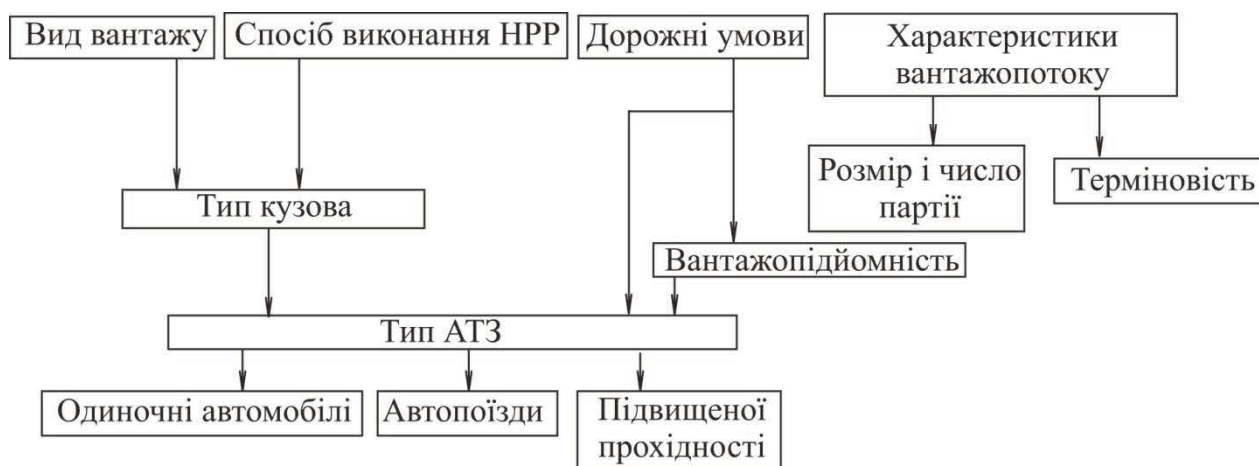 Вид вантажу
Спосіб виконання НРР
Дорожні умови
Характеристики
вантажопотоку
Розмір і число
партії
Терміновість
Тип кузова
Вантажопідйомність
Тип АТЗ
Одиночні автомобілі
Автопоїзди
Підвищеної
прохідності